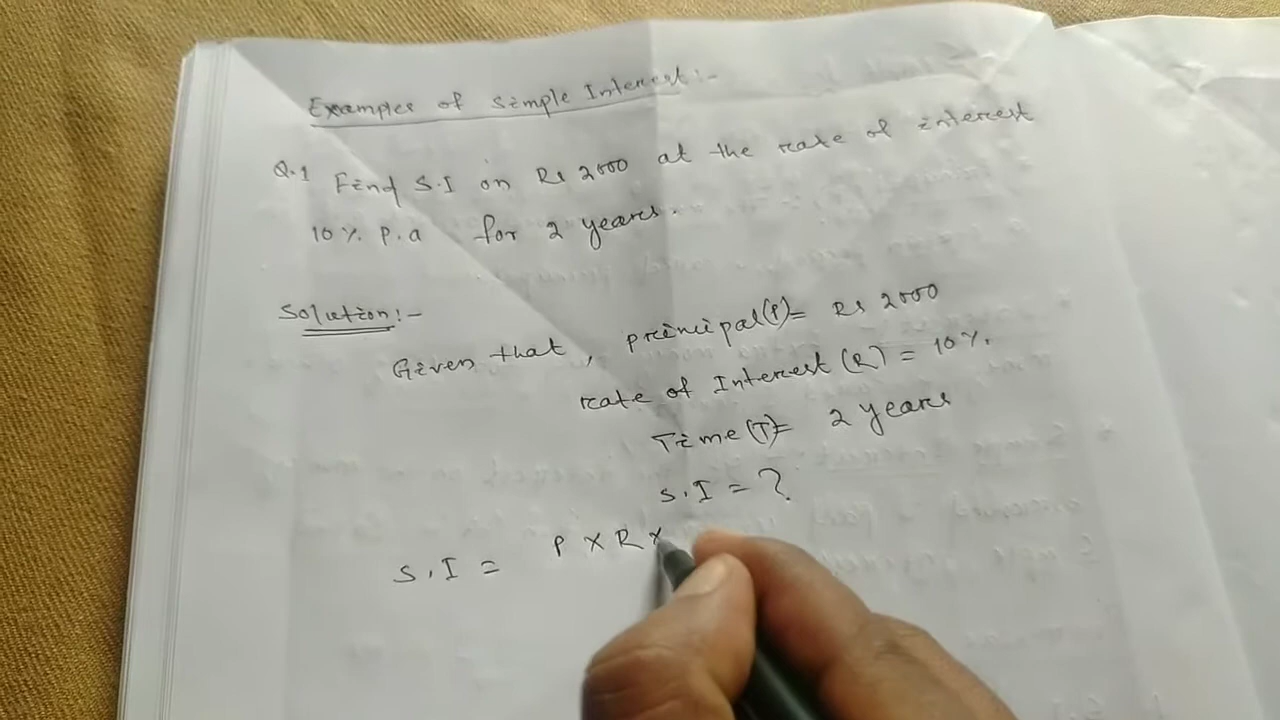 Examples of Simple Interest:-
Q.1 Find S.I on Rs 2000 at the rate of interest
10% P.a for 2 years.
Solution:-
Given that, principal(P)= Rs 2000
rate of Interest (R) = 10%.
Time(T)= 2 years
S.I = ?
S.I = P X R X